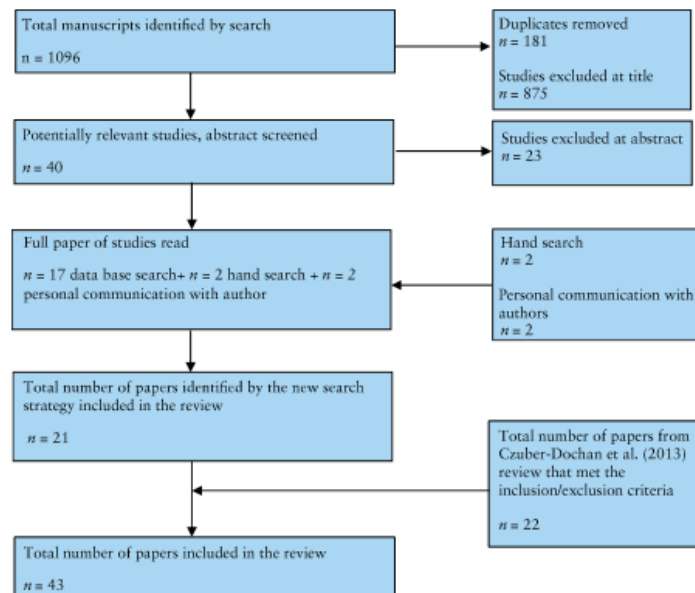 Total manuscripts identified by search
n = 1096
Duplicates removed
n = 181
Studies excluded at title
n = 875
Potentially relevant studies, abstract screened
n = 40
Studies excluded at abstract
n = 23
Full paper of studies read
n = 17 data base search+ n = 2 hand search + n = 2
personal communication with author
Hand search
n = 2
Personal communication with
authors
n = 2
Total number of papers identified by the new search
strategy included in the review
n = 21
Total number of papers from
Czuber-Dochan et al. (2013)
review that met the
inclusion/exclusion criteria
n = 22
Total number of papers included in the review
n = 43